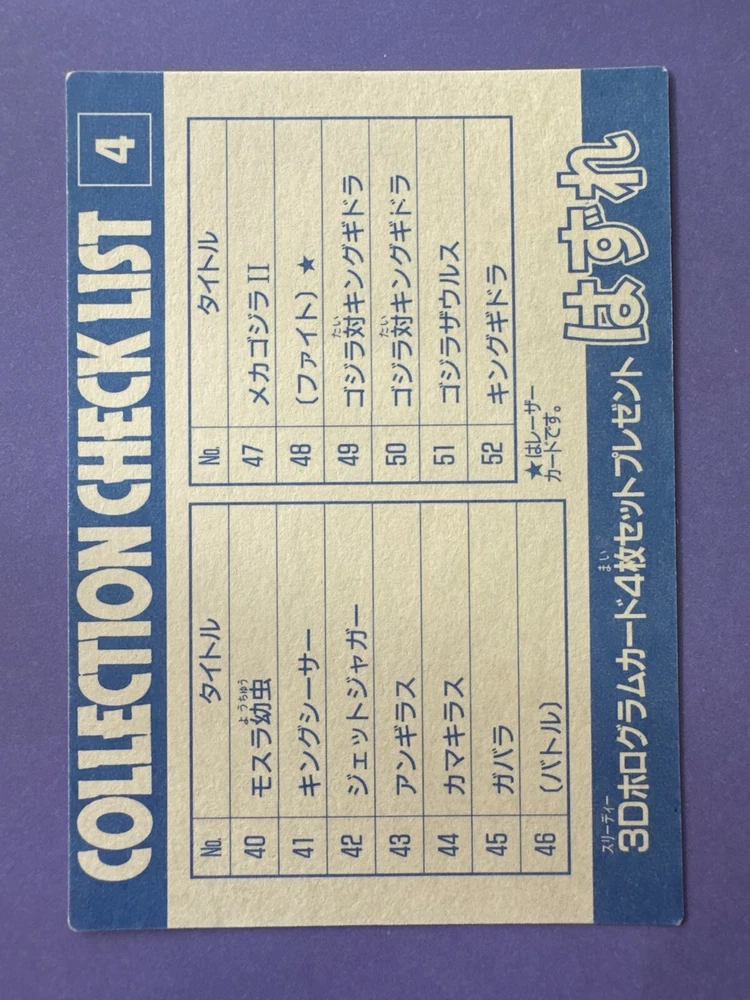 COLLECTION CHECK LIST 4
No. タイトル
40 モスラ幼虫
ようちゅう
41 キングシーサー
42 ジェットジャガー
43 アンギラス
44 カマキラス
45 ガバラ
46 (バトル)
No. タイトル
47 メカゴジラⅡ
48 (ファイト)★
49 ゴジラ対キングギドラ
たい
50 ゴジラ対キングギドラ
たい
51 ゴジラザウルス
52 キングギドラ
★はレーザー
カードです。
スリーディー
まい
3Dホログラムカード4枚セットプレゼント はずれ